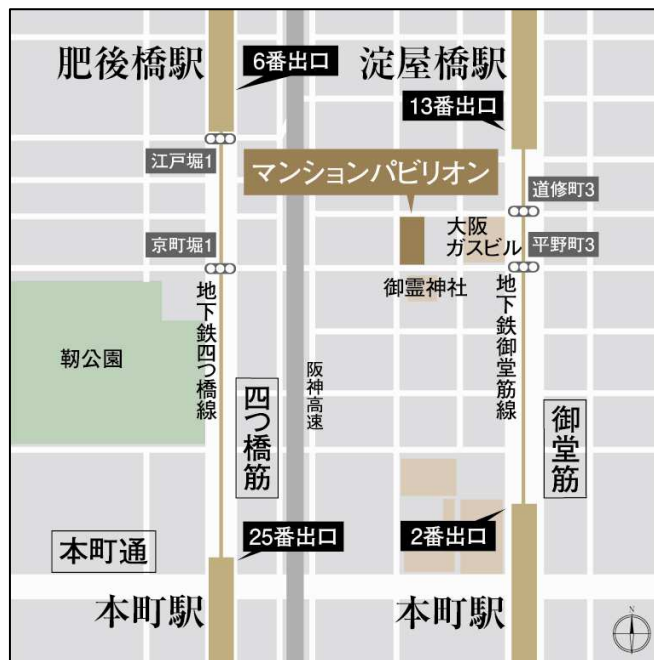 肥後橋駅
6番出口
淀屋橋駅
13番出口
江戸堀1
マンションパビリオン
道修町3
京町堀1
大阪
ガスビル
平野町3
御霊神社
靭公園
地下鉄四つ橋線
四つ橋筋
阪神高速
地下鉄御堂筋線
御堂筋
本町通
25番出口
2番出口
本町駅
本町駅
N